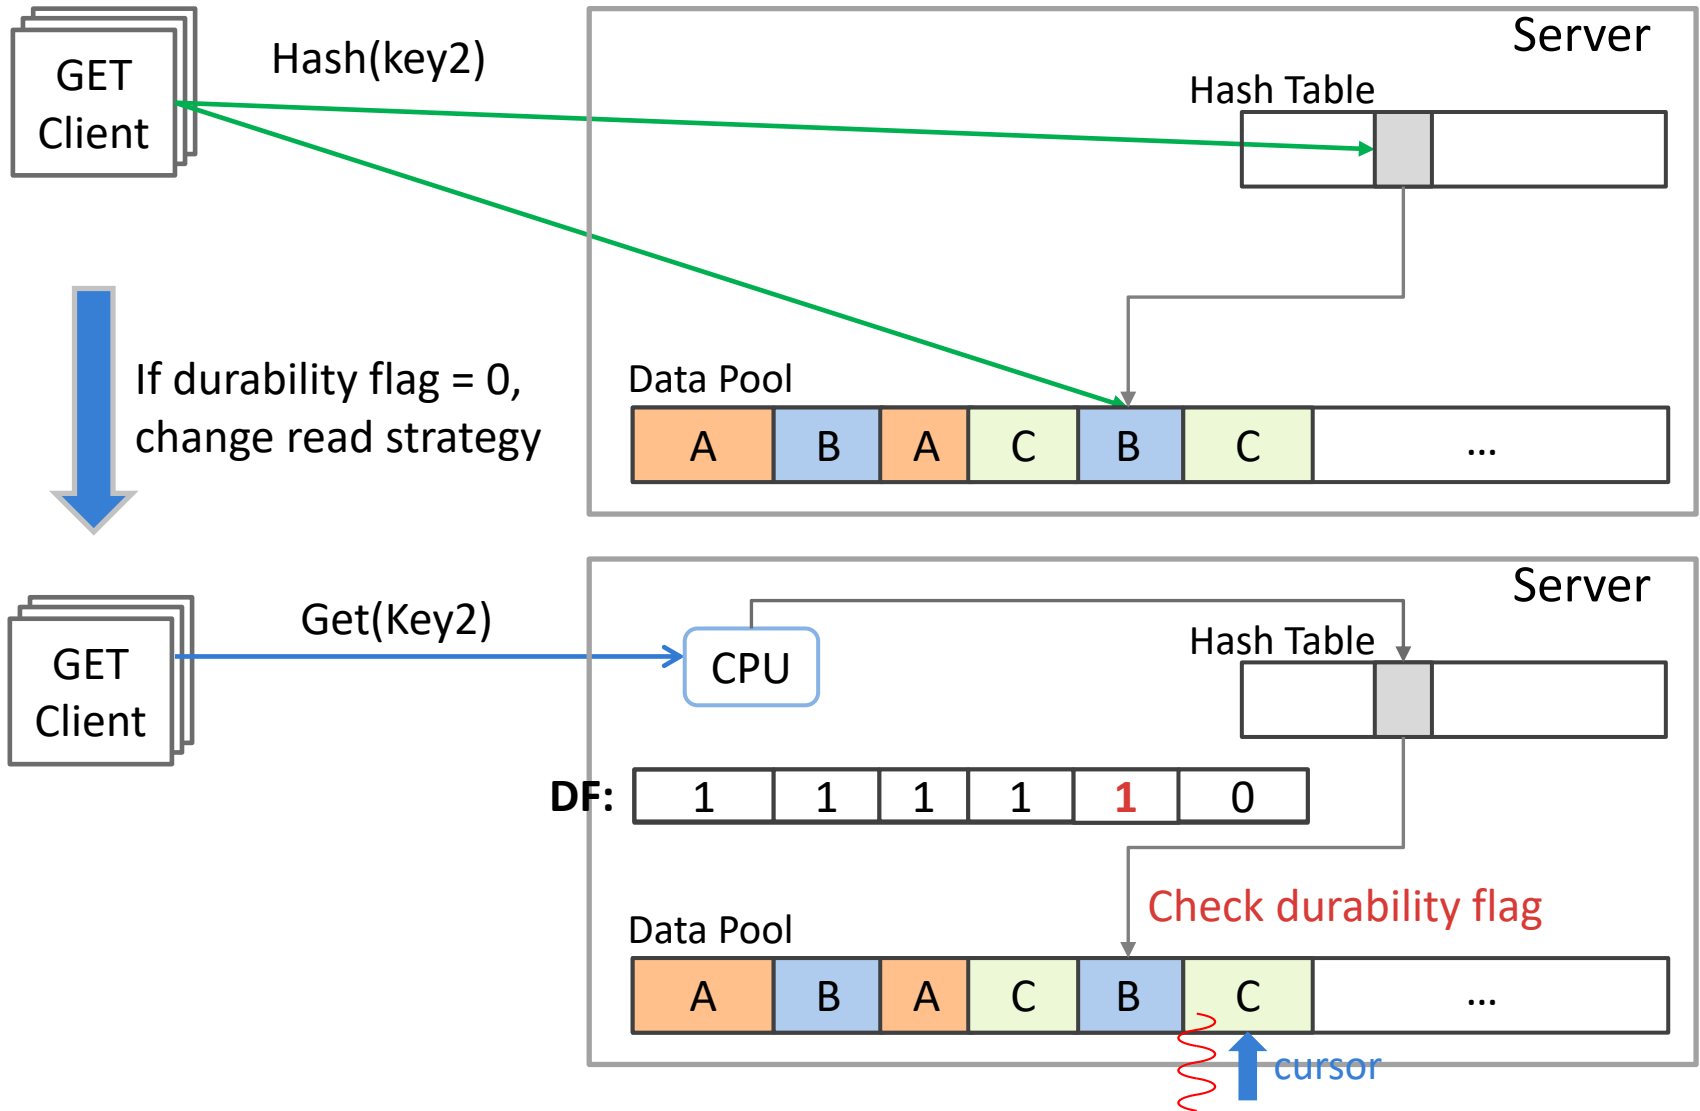 Server
GET
Client
Hash(key2)
Hash Table
If durability flag = 0,
change read strategy
Data Pool
A B A C B C ...
Server
GET
Client
Get(Key2)
CPU
Hash Table
DF: 1 1 1 1 1 0
Check durability flag
Data Pool
A B A C B C ...
cursor